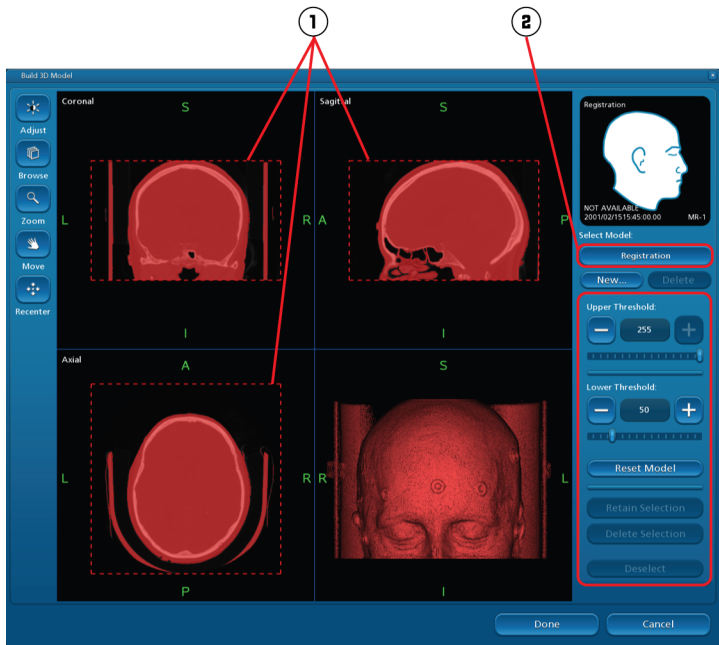 1
2
Build 3D Model
Adjust
Browse
Zoom
Move
Recenter
Coronal
S
L
R
I
Sagittal
S
A
P
I
Axial
A
L
R
P
S
R
L
I
Registration
NOT AVAILABLE
2001/02/1515:45:00.00 MR-1
Select Model:
Registration
New... Delete
Upper Threshold:
255
Lower Threshold:
50
Reset Model
Retain Selection
Delete Selection
Deselect
Done Cancel